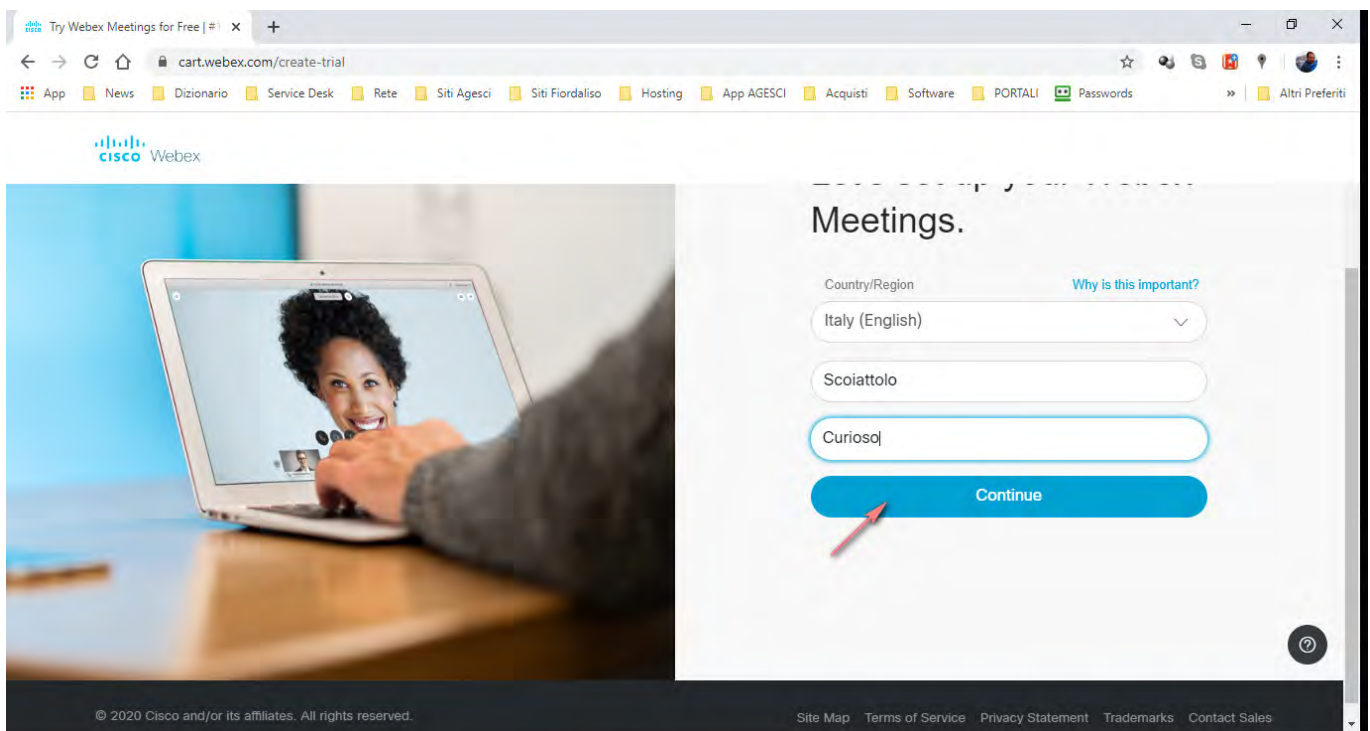 Try Webex Meetings for Free | #
cart.webex.com/create-trial
App News Dizionario Service Desk Rete Siti Agesci Siti Fiordaliso Hosting App AGESCI Acquisti Software PORTALI Passwords » Altri Preferiti
CISCO Webex
Meetings.
Country/Region Why is this important?
Italy (English)
Scoiattolo
Curioso
Continue
© 2020 Cisco and/or its affiliates. All rights reserved.
Site Map Terms of Service Privacy Statement Trademarks Contact Sales